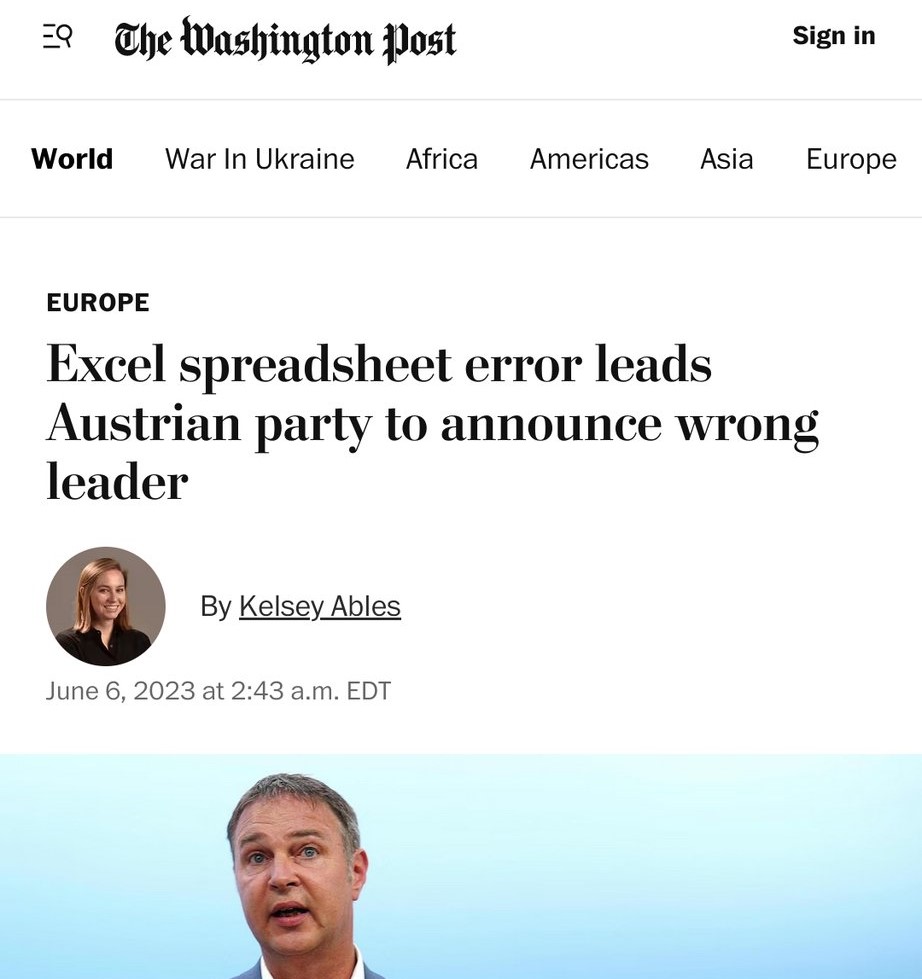 The Washington Post
Sign in
World War In Ukraine Africa Americas Asia Europe
EUROPE
Excel spreadsheet error leads
Austrian party to announce wrong
leader
By Kelsey Ables
June 6, 2023 at 2:43 a.m. EDT